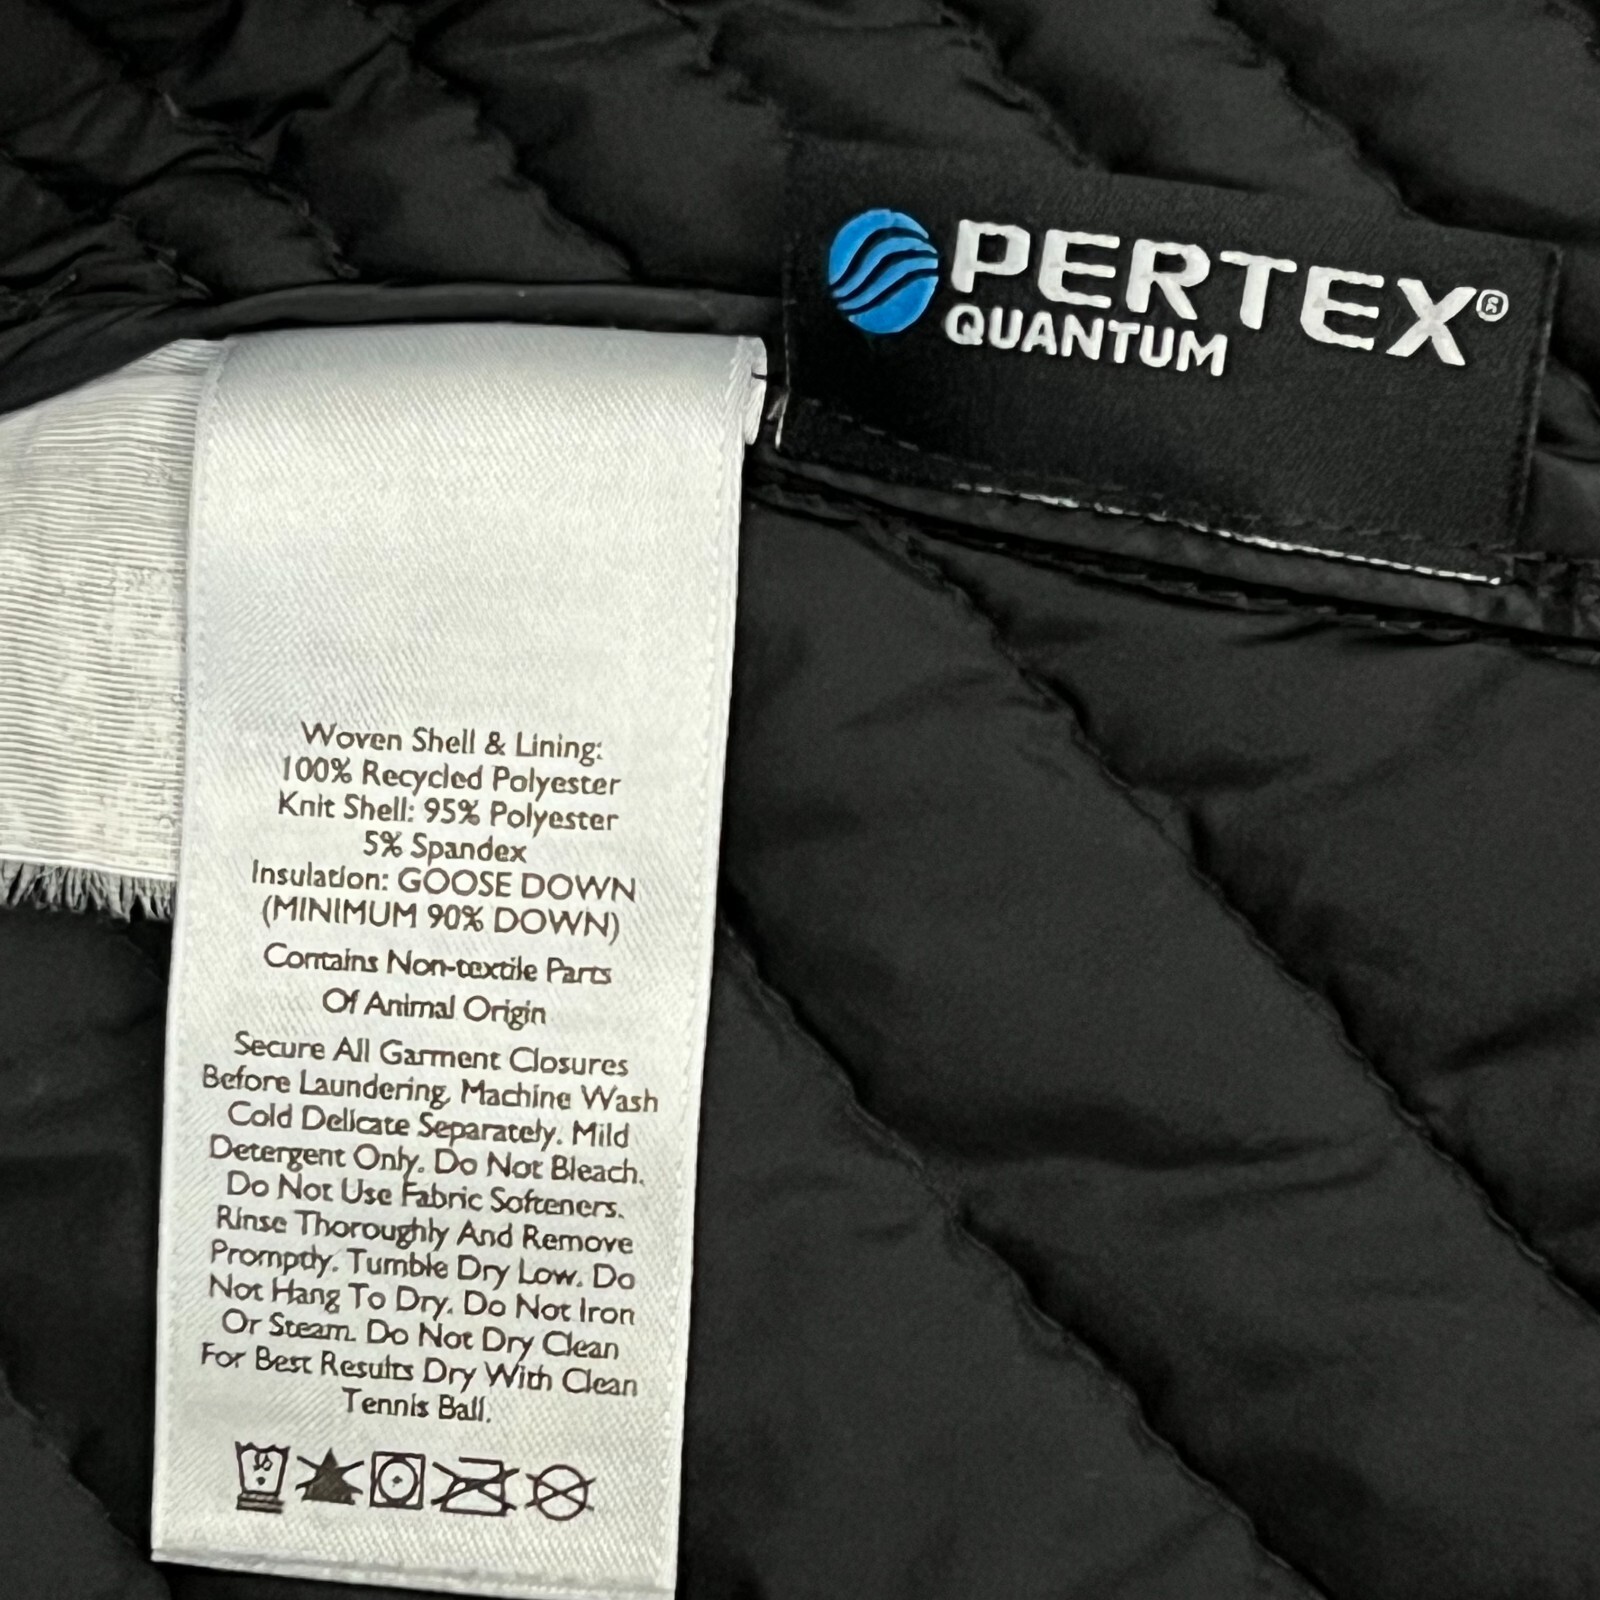 PERTEX®
QUANTUM
Woven Shell & Lining:
100% Recycled Polyester
Knit Shell: 95% Polyester
5% Spandex
Insulation: GOOSE DOWN
(MINIMUM 90% DOWN)
Contains Non-textile Parts
Of Animal Origin
Secure All Garment Closures
Before Laundering, Machine Wash
Cold Delicate Separately. Mild
Detergent Only. Do Not Bleach.
Do Not Use Fabric Softeners.
Rinse Thoroughly And Remove
Promptly. Tumble Dry Low. Do
Not Hang To Dry. Do Not Iron
Or Steam. Do Not Dry Clean
For Best Results Dry With Clean
Tennis Ball.